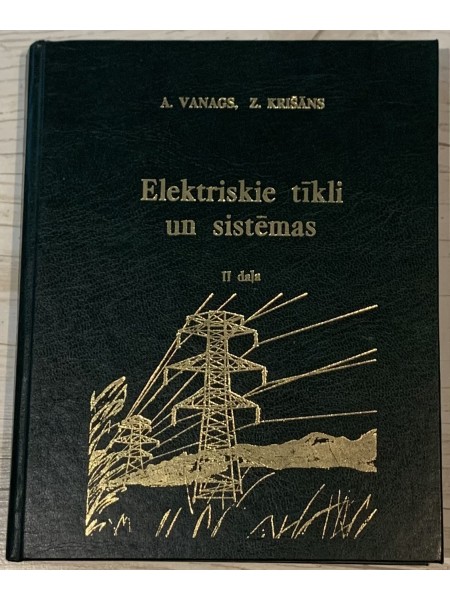 A. VANAGS, Z. KRIŠĀNS
Elektriskie tīkli
un sistēmas
II daļa